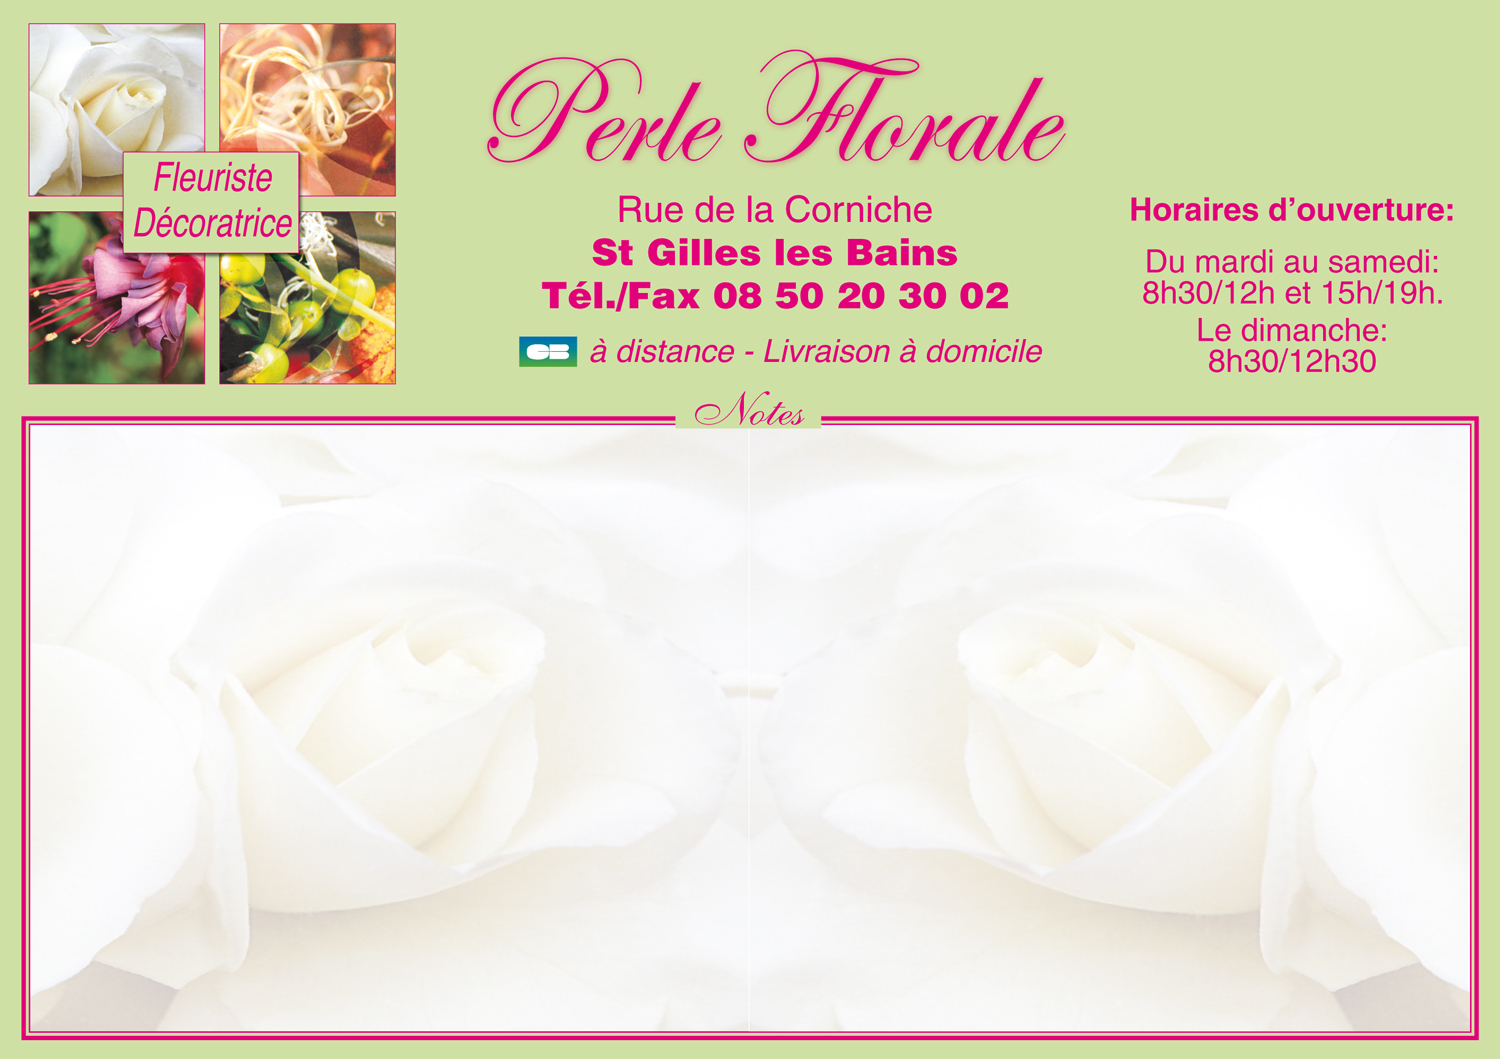 Fleuriste
Décoratrice
Perle Florale
Rue de la Corniche
St Gilles les Bains
Tél./Fax 08 50 20 30 02
CB à distance - Livraison à domicile
Horaires d’ouverture:
Du mardi au samedi:
8h30/12h et 15h/19h.
Le dimanche:
8h30/12h30
Notes